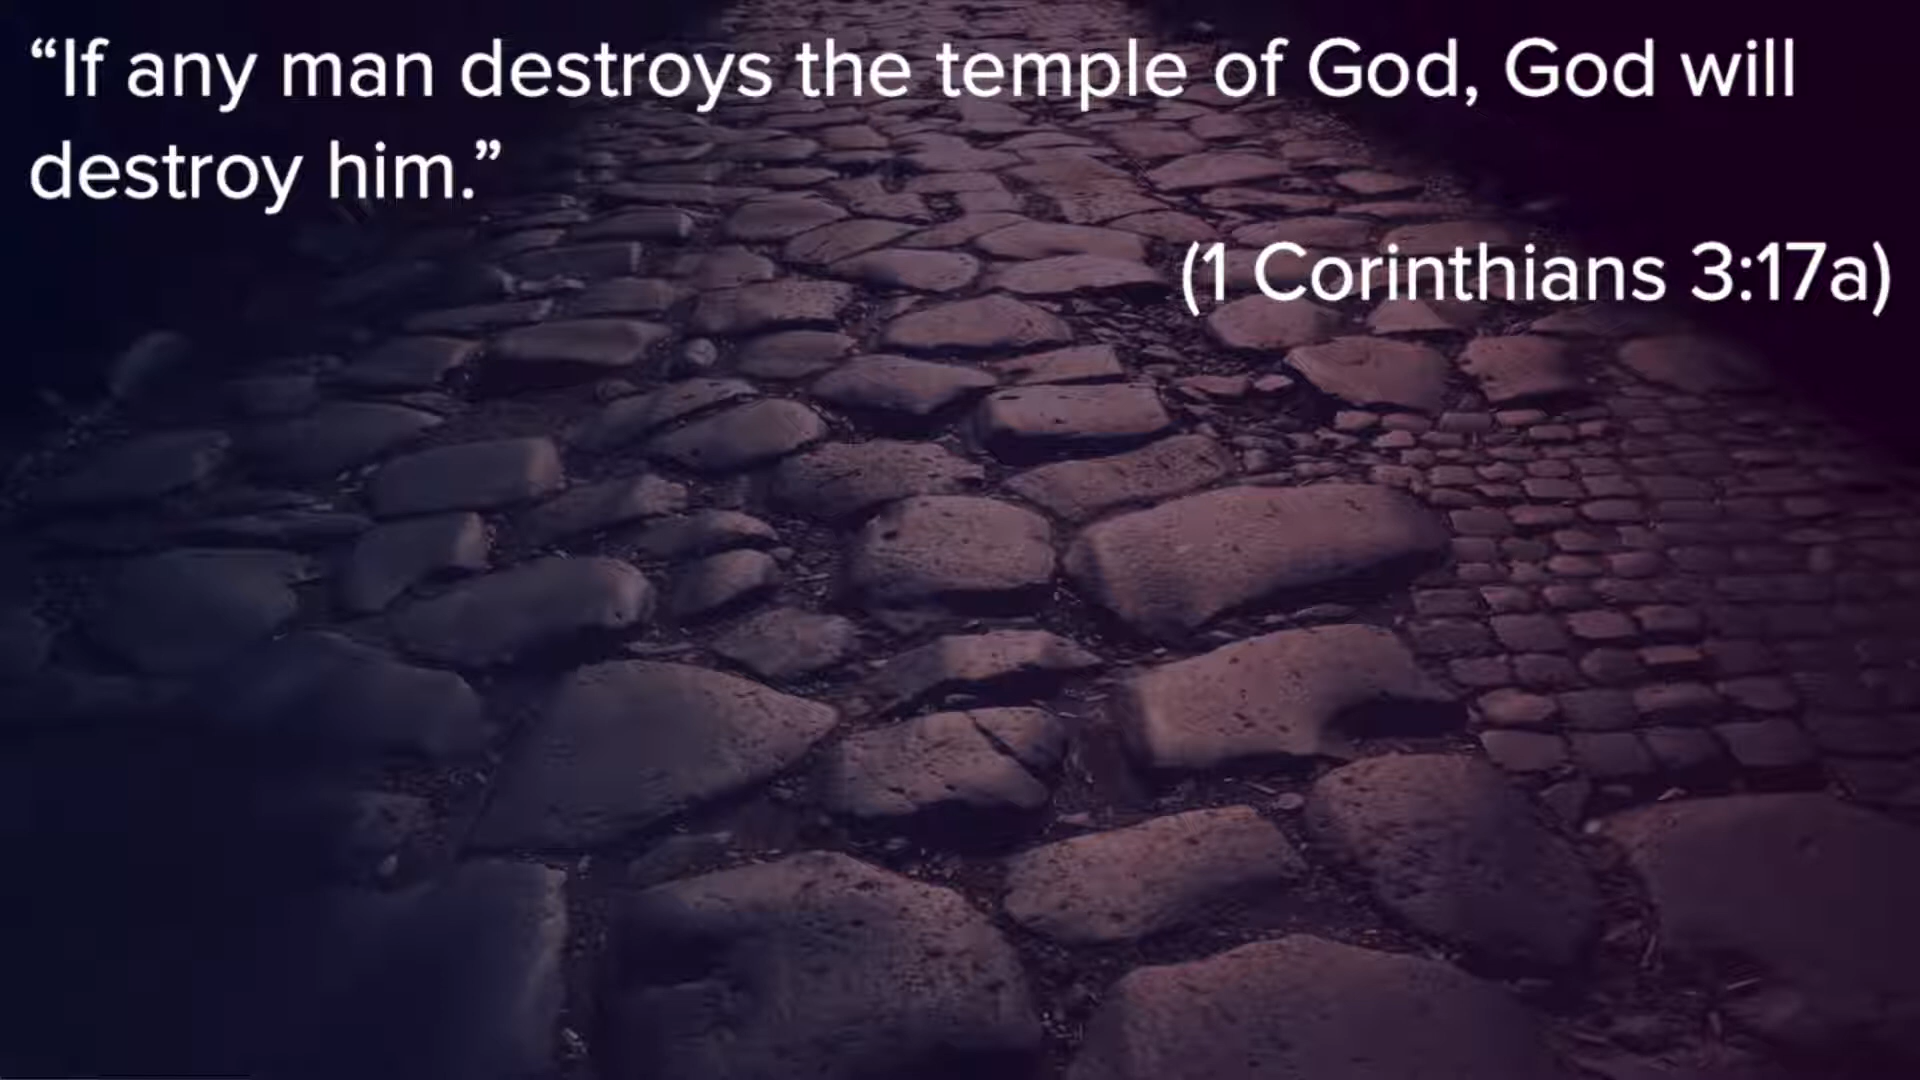 “If any man destroys the temple of God, God will
destroy him.”
(1 Corinthians 3:17a)